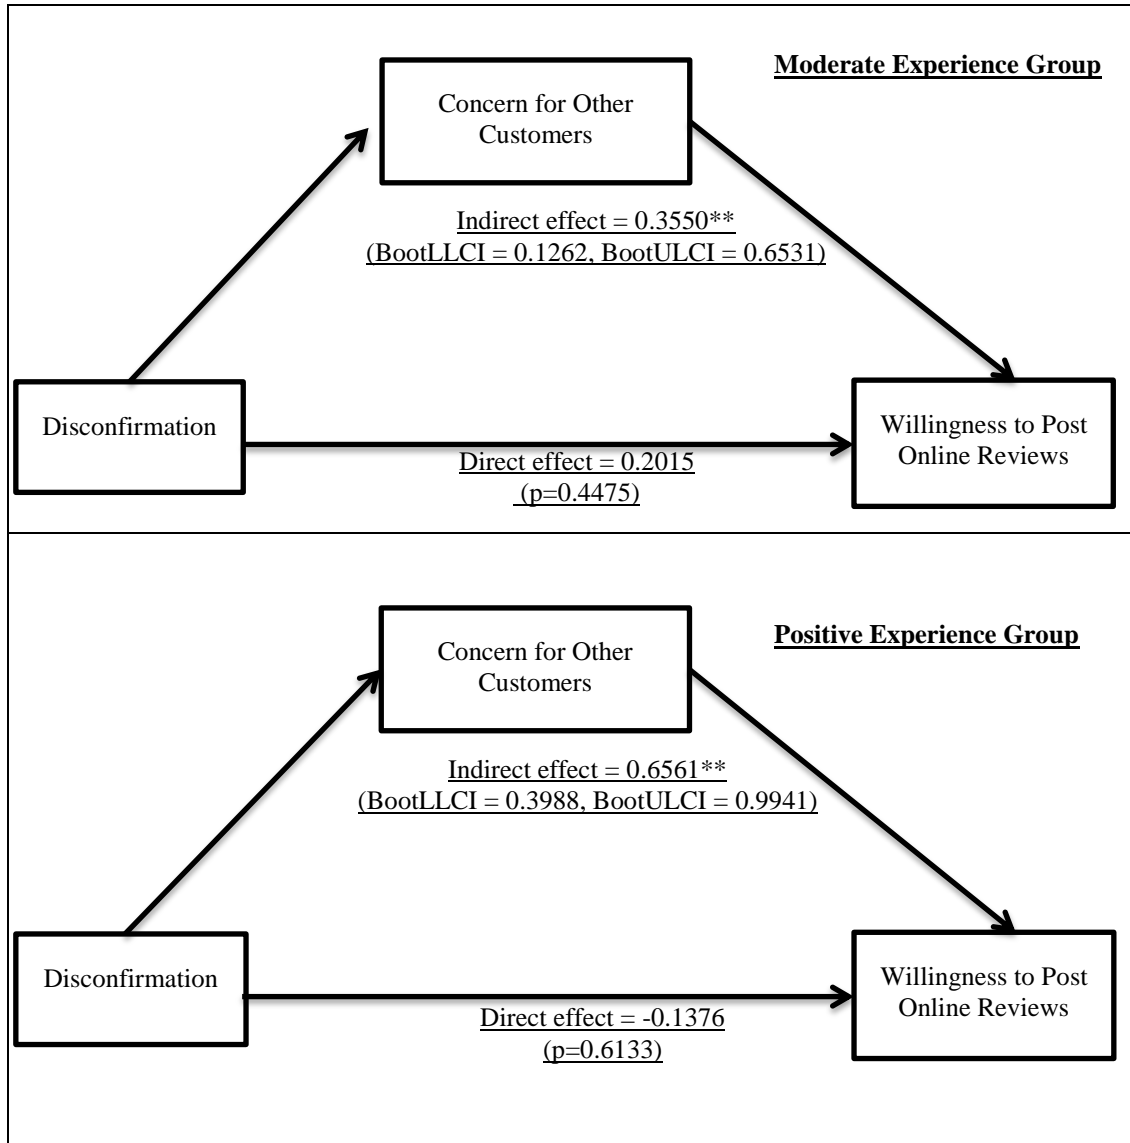 Moderate Experience Group
Concern for Other
Customers
Indirect effect = 0.3550**
(BootLLCI = 0.1262, BootULCI = 0.6531)
Disconfirmation
Willingness to Post
Online Reviews
Direct effect = 0.2015
(p=0.4475)
Positive Experience Group
Concern for Other
Customers
Indirect effect = 0.6561**
(BootLLCI = 0.3988, BootULCI = 0.9941)
Disconfirmation
Willingness to Post
Online Reviews
Direct effect = -0.1376
(p=0.6133)